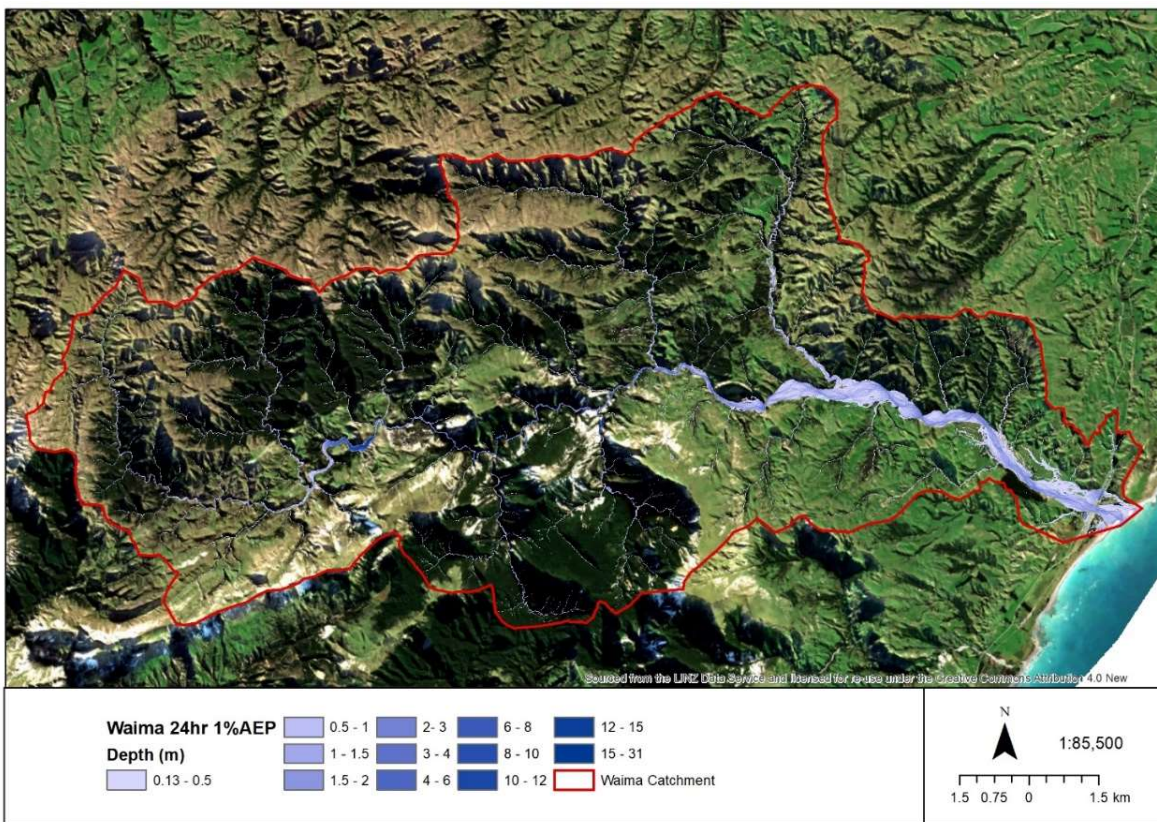 Sourced from the LINZ Data Service and licensed for re-use under the Creative Commons Attribution 4.0 New
Waima 24hr 1%AEP
Depth (m)
0.13 - 0.5
0.5 - 1
1 - 1.5
1.5 - 2
2- 3
3 - 4
4 - 6
6 - 8
8 - 10
10 - 12
12 - 15
15 - 31
Waima Catchment
N
1:85,500
1.5 0.75 0 1.5 km